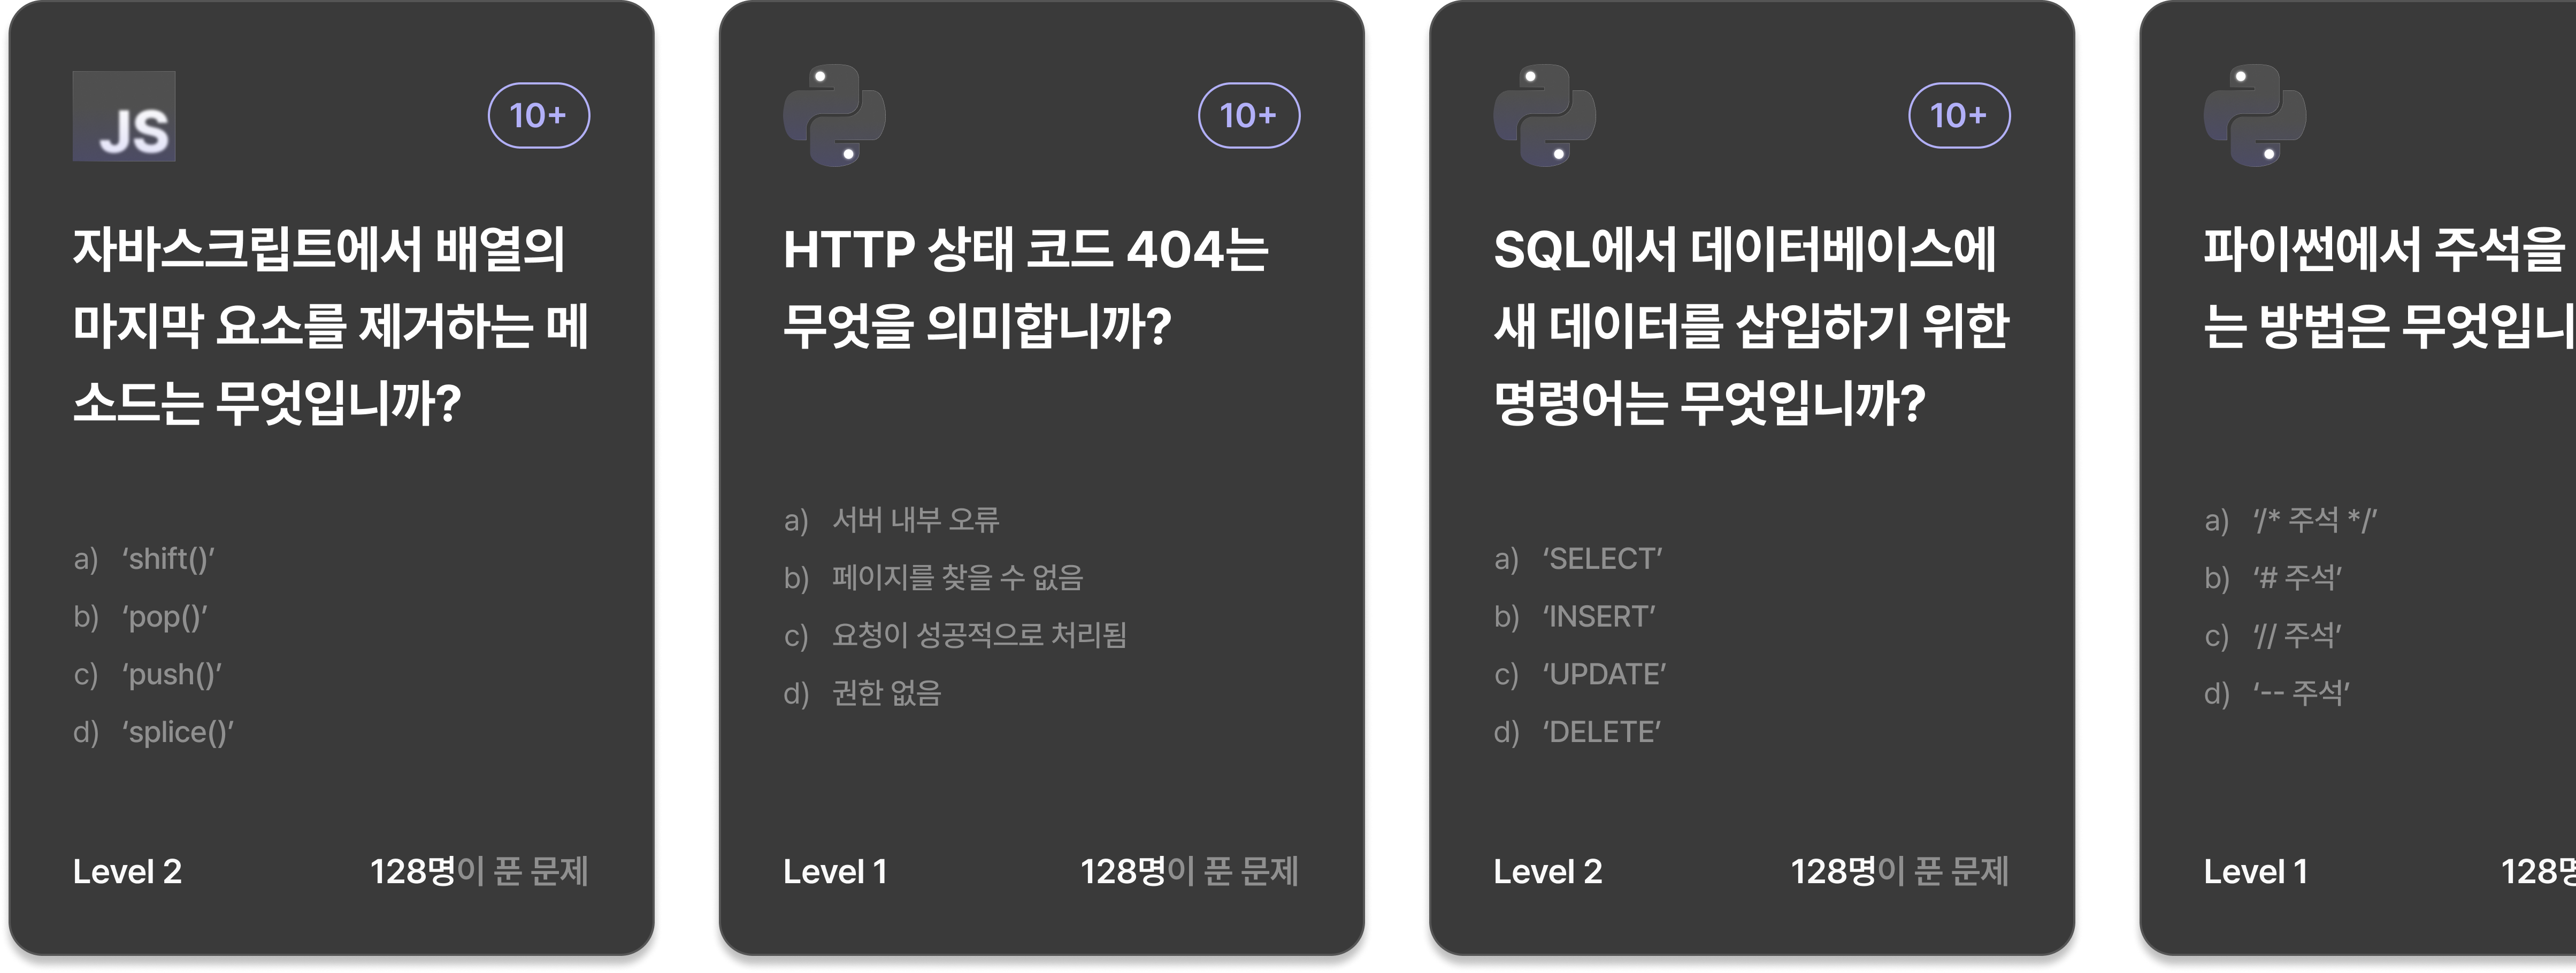 JS
10+
자바스크립트에서 배열의
마지막 요소를 제거하는 메
소드는 무엇입니까?
a) ‘shift()’
b) ‘pop()’
c) ‘push()’
d) ‘splice()’
Level 2
128명이 푼 문제
10+
HTTP 상태 코드 404는
무엇을 의미합니까?
a) 서버 내부 오류
b) 페이지를 찾을 수 없음
c) 요청이 성공적으로 처리됨
d) 권한 없음
Level 1
128명이 푼 문제
10+
SQL에서 데이터베이스에
새 데이터를 삽입하기 위한
명령어는 무엇입니까?
a) ‘SELECT’
b) ‘INSERT’
c) ‘UPDATE’
d) ‘DELETE’
Level 2
128명이 푼 문제
파이썬에서 주석을
는 방법은 무엇입니
a) ‘/* 주석 */’
b) ‘# 주석’
c) ‘// 주석’
d) ‘-- 주석’
Level 1
128명